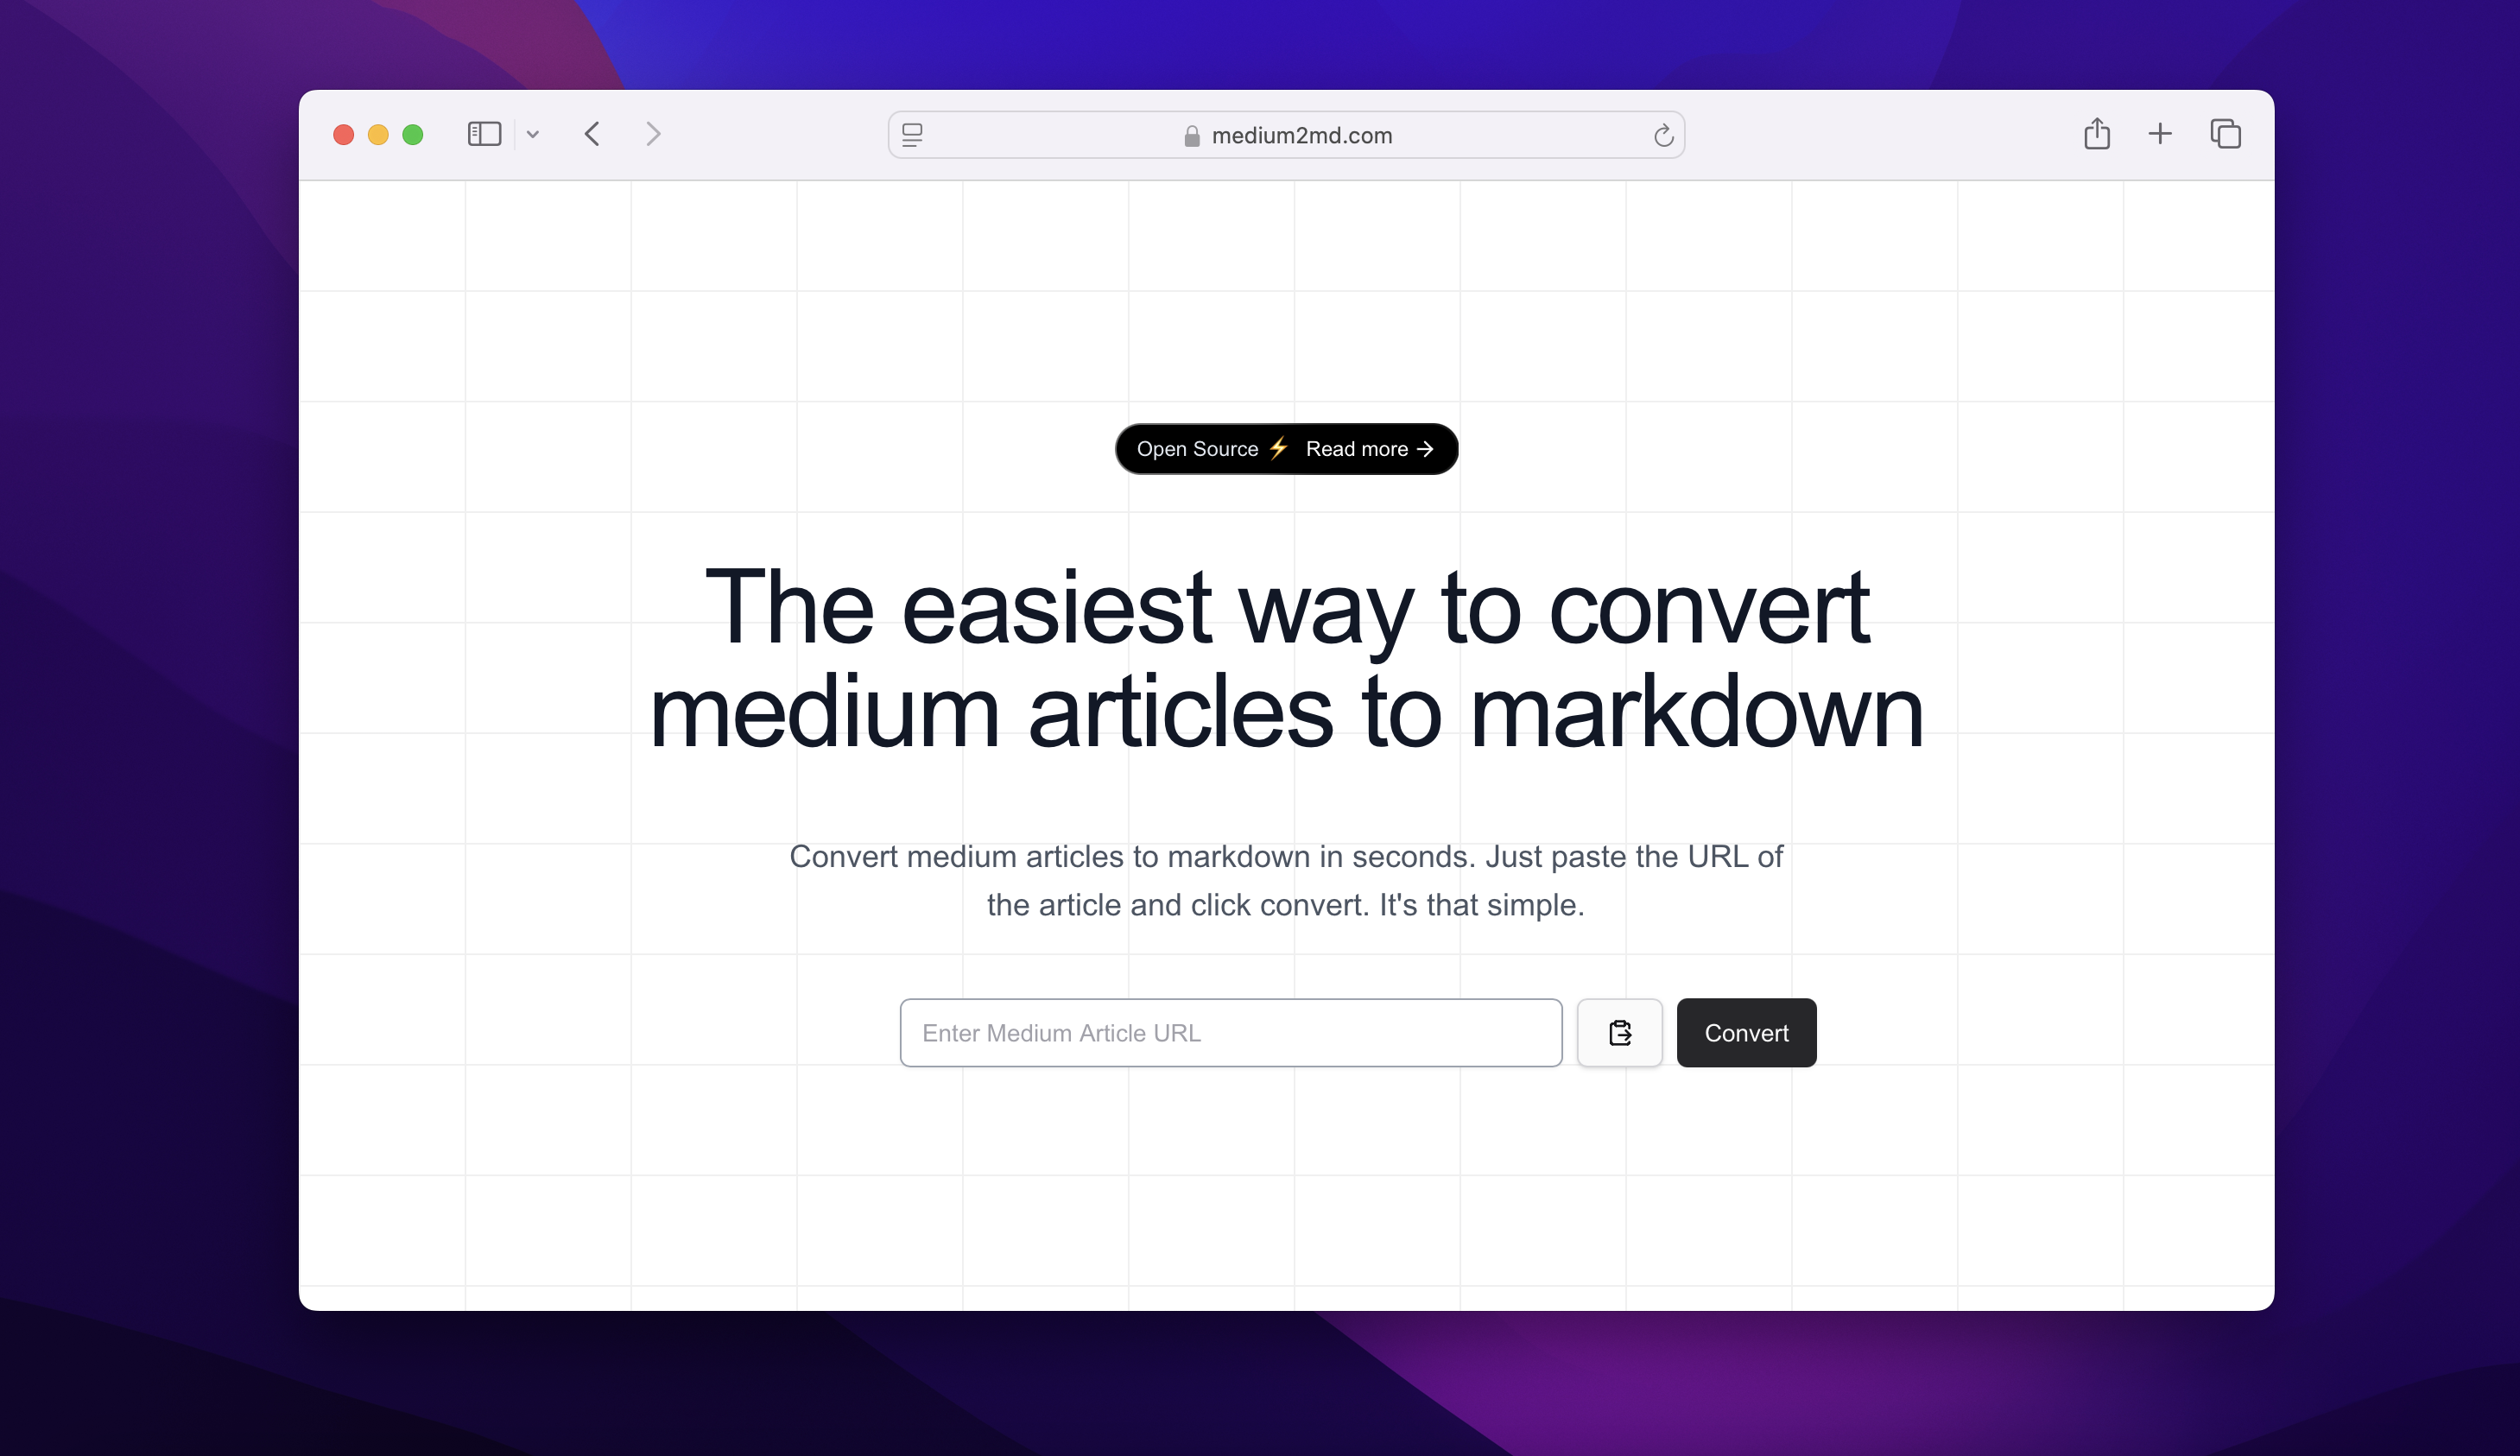 medium2md.com
Open Source ⚡ Read more →
The easiest way to convert
medium articles to markdown
Convert medium articles to markdown in seconds. Just paste the URL of
the article and click convert. It's that simple.
Enter Medium Article URL
Convert